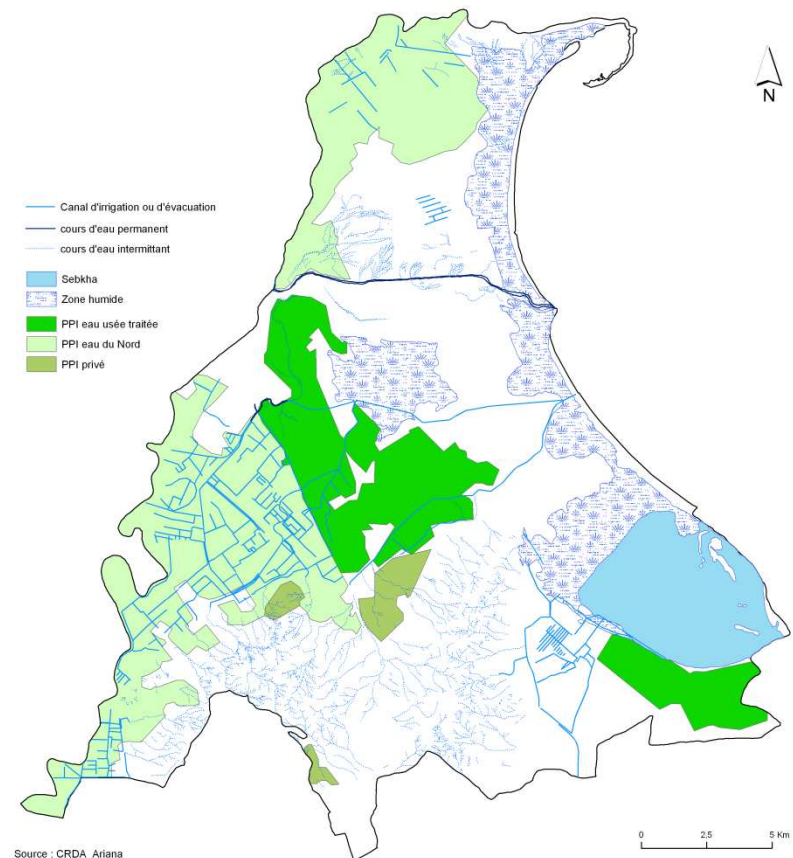 N
Canal d'irrigation ou d'évacuation
cours d'eau permanent
cours d'eau intermittant
Sebkha
Zone humide
PPI eau usée traitée
PPI eau du Nord
PPI privé
0 2.5 5 Km
Source : CRDA Ariana